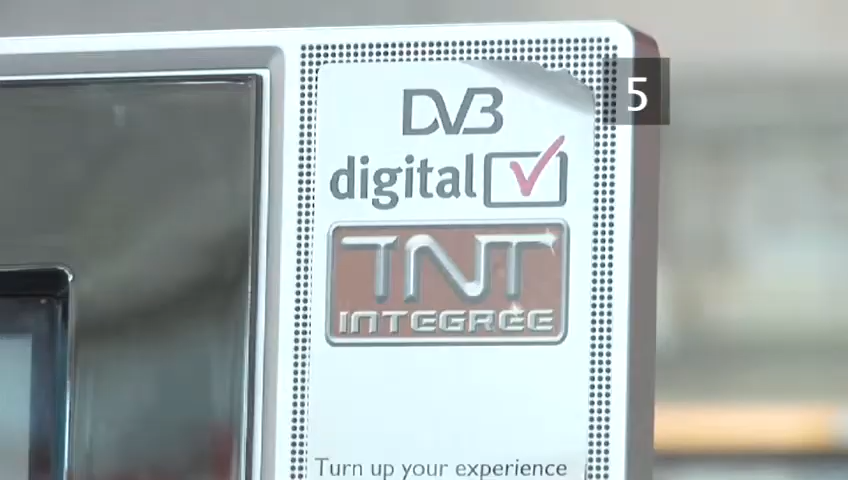 5
DVB
digital
TNT
INTEGREE
Turn up your experience